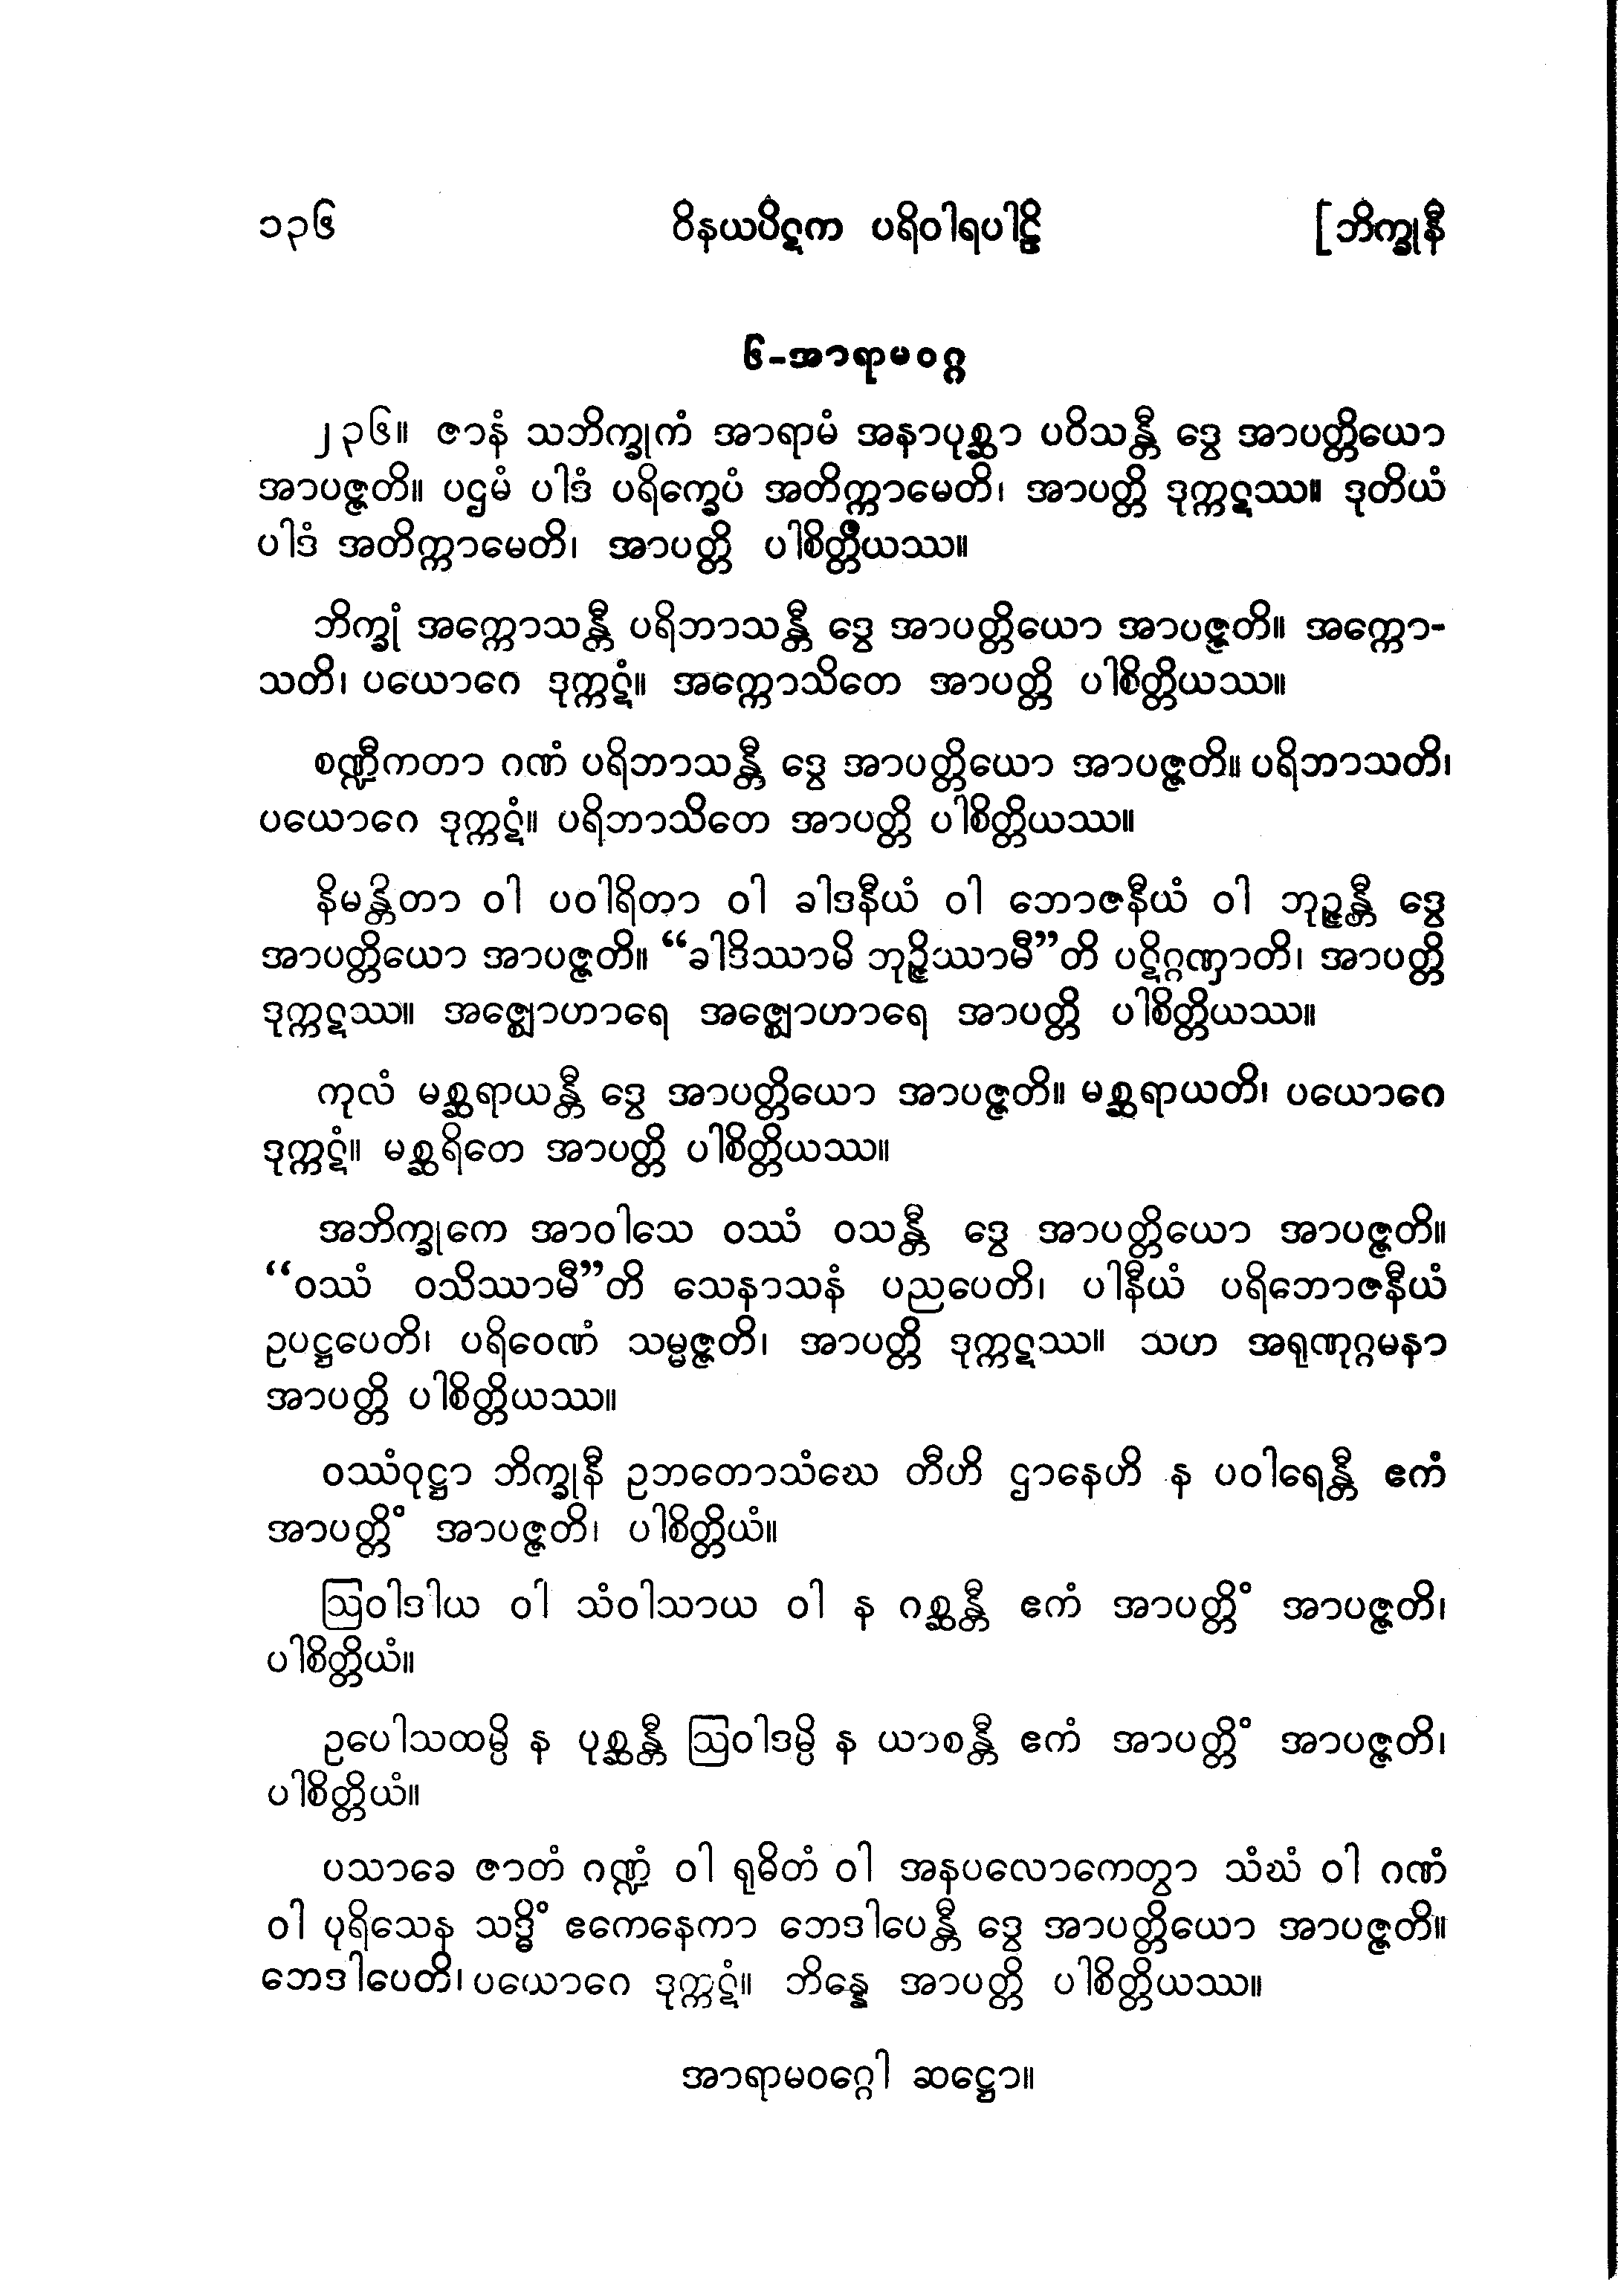 ၁၃၆ ဝိနယပိဋက ပရိဝါရပါဠိ [ဘိက္ခုနီ
၆-အာရာမဝဂ္ဂ
၂၃၆။ ဇာနံ သဘိက္ခုကံ အာရာမံ အနာပုစ္ဆာ ပဝိသန္တီ ဒွေ အာပတ္တိယော
အာပဇ္ဇတိ။ ပဌမံ ပါဒံ ပရိက္ခေပံ အတိက္ကာမေတိ၊ အာပတ္တိ ဒုက္ကဋဿ။ ဒုတိယံ
ပါဒံ အတိက္ကာမေတိ၊ အာပတ္တိ ပါစိတ္တိယဿ။
ဘိက္ခုံ အက္ကောသန္တီ ပရိဘာသန္တီ ဒွေ အာပတ္တိယော အာပဇ္ဇတိ။ အက္ကော-
သတိ၊ ပယောဂေ ဒုက္ကဋံ။ အက္ကောသိတေ အာပတ္တိ ပါစိတ္တိယဿ။
စဏ္ဍီကတာ ဂဏံ ပရိဘာသန္တီ ဒွေ အာပတ္တိယော အာပဇ္ဇတိ။ ပရိဘာသတိ၊
ပယောဂေ ဒုက္ကဋံ။ ပရိဘာသိတေ အာပတ္တိ ပါစိတ္တိယဿ။
နိမန္တိတာ ဝါ ပဝါရိတာ ဝါ ခါဒနီယံ ဝါ ဘောဇနီယံ ဝါ ဘုဉ္ဇန္တီ ဒွေ
အာပတ္တိယော အာပဇ္ဇတိ။ “ခါဒိဿာမိ ဘုဉ္ဇိဿာမီ”တိ ပဋိဂ္ဂဏှာတိ၊ အာပတ္တိ
ဒုက္ကဋဿ။ အဇ္ဈောဟာရေ အဇ္ဈောဟာရေ အာပတ္တိ ပါစိတ္တိယဿ။
ကုလံ မစ္ဆရာယန္တီ ဒွေ အာပတ္တိယော အာပဇ္ဇတိ။ မစ္ဆရာယတိ၊ ပယောဂေ
ဒုက္ကဋံ။ မစ္ဆရိတေ အာပတ္တိ ပါစိတ္တိယဿ။
အဘိက္ခုကေ အာဝါသေ ဝဿံ ဝသန္တီ ဒွေ အာပတ္တိယော အာပဇ္ဇတိ။
“ဝဿံ ဝသိဿာမီ”တိ သေနာသနံ ပညပေတိ၊ ပါနီယံ ပရိဘောဇနီယံ
ဥပဋ္ဌပေတိ၊ ပရိဝေဏံ သမ္မဇ္ဇတိ၊ အာပတ္တိ ဒုက္ကဋဿ။ သဟ အရုဏုဂ္ဂမနာ
အာပတ္တိ ပါစိတ္တိယဿ။
ဝဿံဝုဋ္ဌာ ဘိက္ခုနီ ဥဘတောသံဃေ တီဟိ ဌာနေဟိ န ပဝါရေန္တီ ဧကံ
အာပတ္တိံ အာပဇ္ဇတိ၊ ပါစိတ္တိယံ။
ဩဝါဒါယ ဝါ သံဝါသာယ ဝါ န ဂစ္ဆန္တီ ဧကံ အာပတ္တိံ အာပဇ္ဇတိ၊
ပါစိတ္တိယံ။
ဥပေါသထမ္ပိ န ပုစ္ဆန္တီ ဩဝါဒမ္ပိ န ယာစန္တီ ဧကံ အာပတ္တိံ အာပဇ္ဇတိ၊
ပါစိတ္တိယံ။
ပသာခေ ဇာတံ ဂဏ္ဍံ ဝါ ရုဓိတံ ဝါ အနပလောကေတွာ သံဃံ ဝါ ဂဏံ
ဝါ ပုရိသေန သဒ္ဓိံ ဧကေနေကာ ဘေဒါပေန္တီ ဒွေ အာပတ္တိယော အာပဇ္ဇတိ။
ဘေဒါပေတိ၊ ပယောဂေ ဒုက္ကဋံ။ ဘိန္နေ အာပတ္တိ ပါစိတ္တိယဿ။
အာရာမဝဂ္ဂေါ ဆဋ္ဌော။